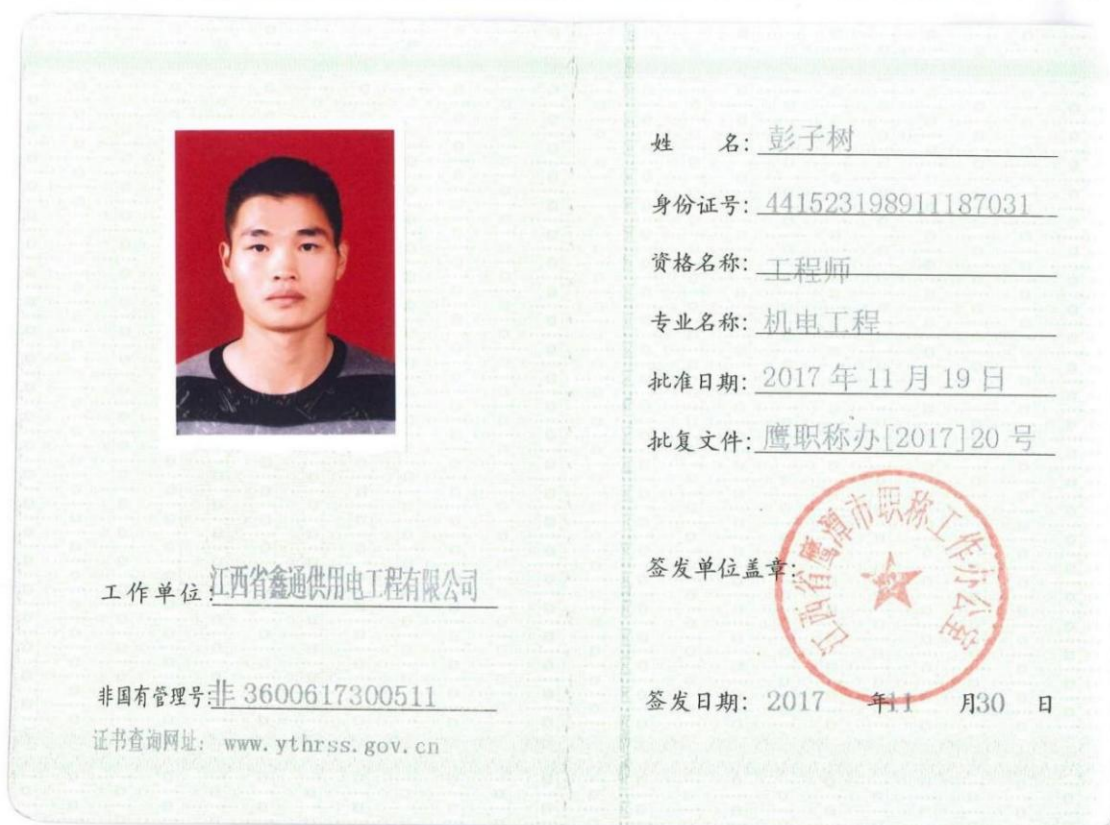 工作单位:江西省鑫通供用电工程有限公司
非国有管理号:非 3600617300511
证书查询网址: www.ythrss.gov.cn
姓 名: 彭子树
身份证号: 441523198911187031
资格名称: 工程师
专业名称: 机电工程
批准日期: 2017 年 11 月 19 日
批复文件: 鹰职称办[2017]20 号
签发单位盖章:
江西省鹰潭市职称工作办公室
签发日期: 2017 年11 月30 日